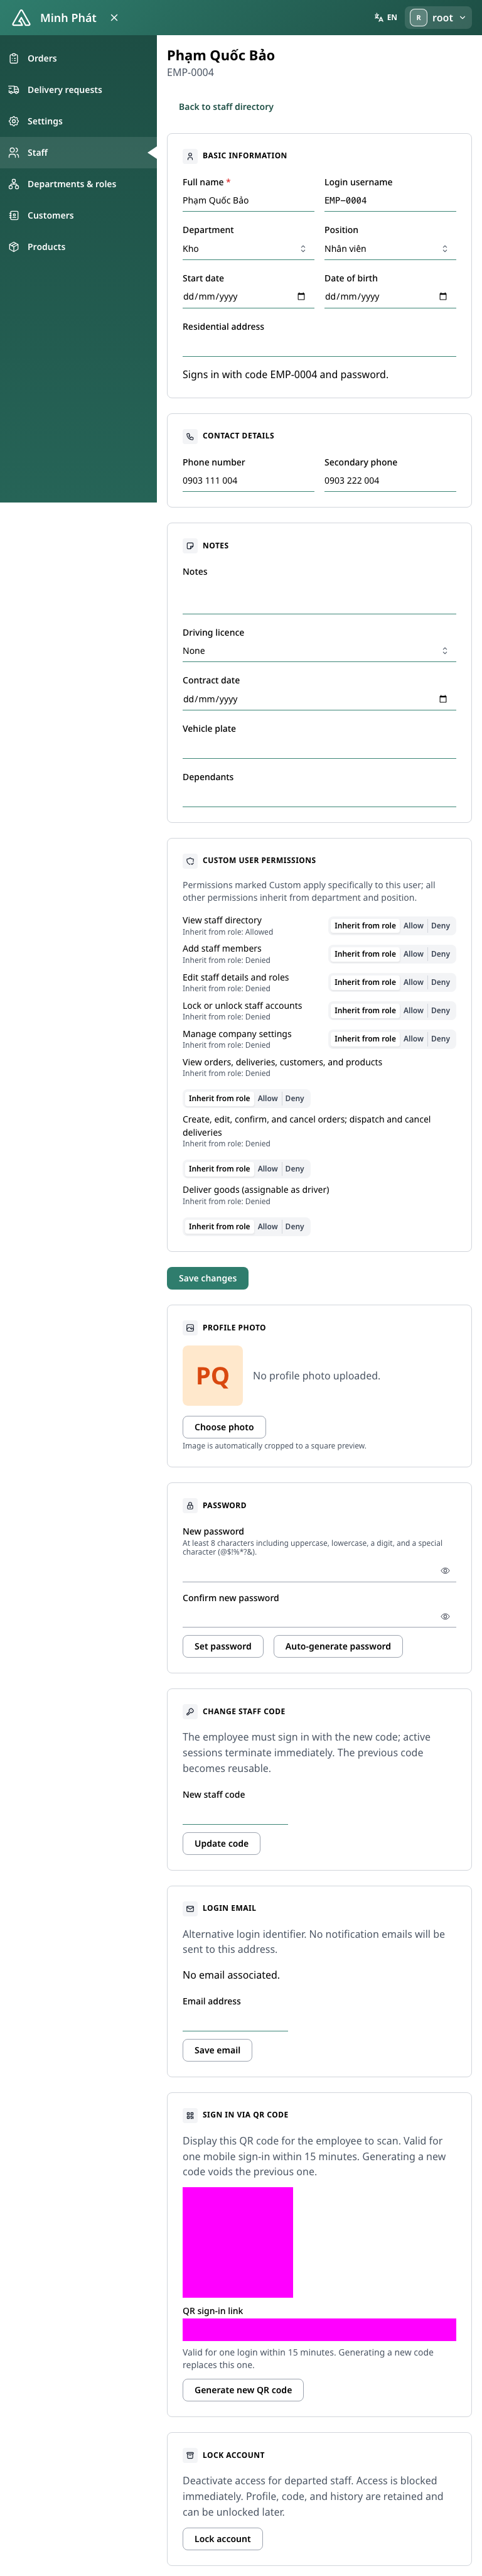 Minh Phát
EN
R
root
Orders
Delivery requests
Settings
Staff
Departments & roles
Customers
Products
Phạm Quốc Bảo
EMP-0004
Back to staff directory
BASIC INFORMATION
Full name *
Login username
Phạm Quốc Bảo
EMP-0004
Department
Position
Kho
Nhân viên
Start date
Date of birth
dd/mm/yyyy
dd/mm/yyyy
Residential address
Signs in with code EMP-0004 and password.
CONTACT DETAILS
Phone number
Secondary phone
0903 111 004
0903 222 004
NOTES
Notes
Driving licence
None
Contract date
dd/mm/yyyy
Vehicle plate
Dependants
CUSTOM USER PERMISSIONS
Permissions marked Custom apply specifically to this user; all
other permissions inherit from department and position.
View staff directory
Inherit from role: Allowed
Inherit from role Allow Deny
Add staff members
Inherit from role: Denied
Inherit from role Allow Deny
Edit staff details and roles
Inherit from role: Denied
Inherit from role Allow Deny
Lock or unlock staff accounts
Inherit from role: Denied
Inherit from role Allow Deny
Manage company settings
Inherit from role: Denied
Inherit from role Allow Deny
View orders, deliveries, customers, and products
Inherit from role: Denied
Inherit from role Allow Deny
Create, edit, confirm, and cancel orders; dispatch and cancel
deliveries
Inherit from role: Denied
Inherit from role Allow Deny
Deliver goods (assignable as driver)
Inherit from role: Denied
Inherit from role Allow Deny
Save changes
PROFILE PHOTO
PQ
No profile photo uploaded.
Choose photo
Image is automatically cropped to a square preview.
PASSWORD
New password
At least 8 characters including uppercase, lowercase, a digit, and a special
character (@$!%*?&).
Confirm new password
Set password
Auto-generate password
CHANGE STAFF CODE
The employee must sign in with the new code; active
sessions terminate immediately. The previous code
becomes reusable.
New staff code
Update code
LOGIN EMAIL
Alternative login identifier. No notification emails will be
sent to this address.
No email associated.
Email address
Save email
SIGN IN VIA QR CODE
Display this QR code for the employee to scan. Valid for
one mobile sign-in within 15 minutes. Generating a new
code voids the previous one.
QR sign-in link
Valid for one login within 15 minutes. Generating a new code
replaces this one.
Generate new QR code
LOCK ACCOUNT
Deactivate access for departed staff. Access is blocked
immediately. Profile, code, and history are retained and
can be unlocked later.
Lock account